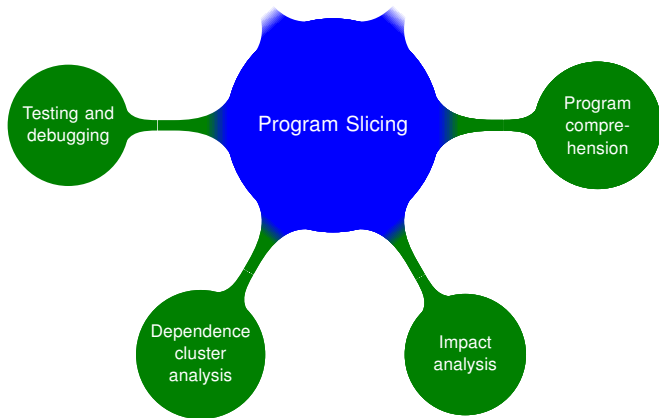 Testing and
debugging
Program Slicing
Program
compre-
hension
Dependence
cluster
analysis
Impact
analysis